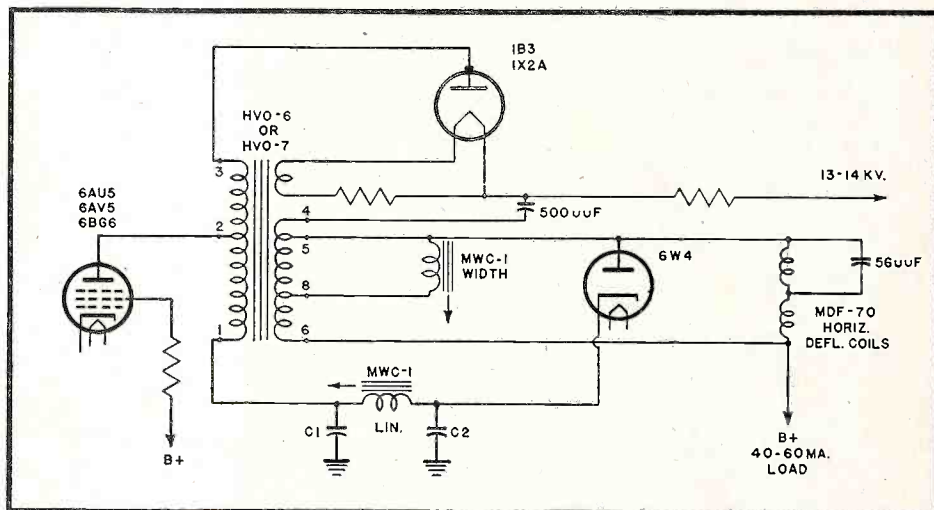 1B3
1X2A
HVO-6
OR
HVO-7
3
6AU5
6AV5
6BG6
2
13-14 KV.
4
500uuF
5
MWC-1
WIDTH
6W4
56uuF
8
MDF-70
HORIZ.
DEFL. COILS
1
6
MWC-1
LIN.
C1
C2
B+
B+
40-60 MA.
LOAD